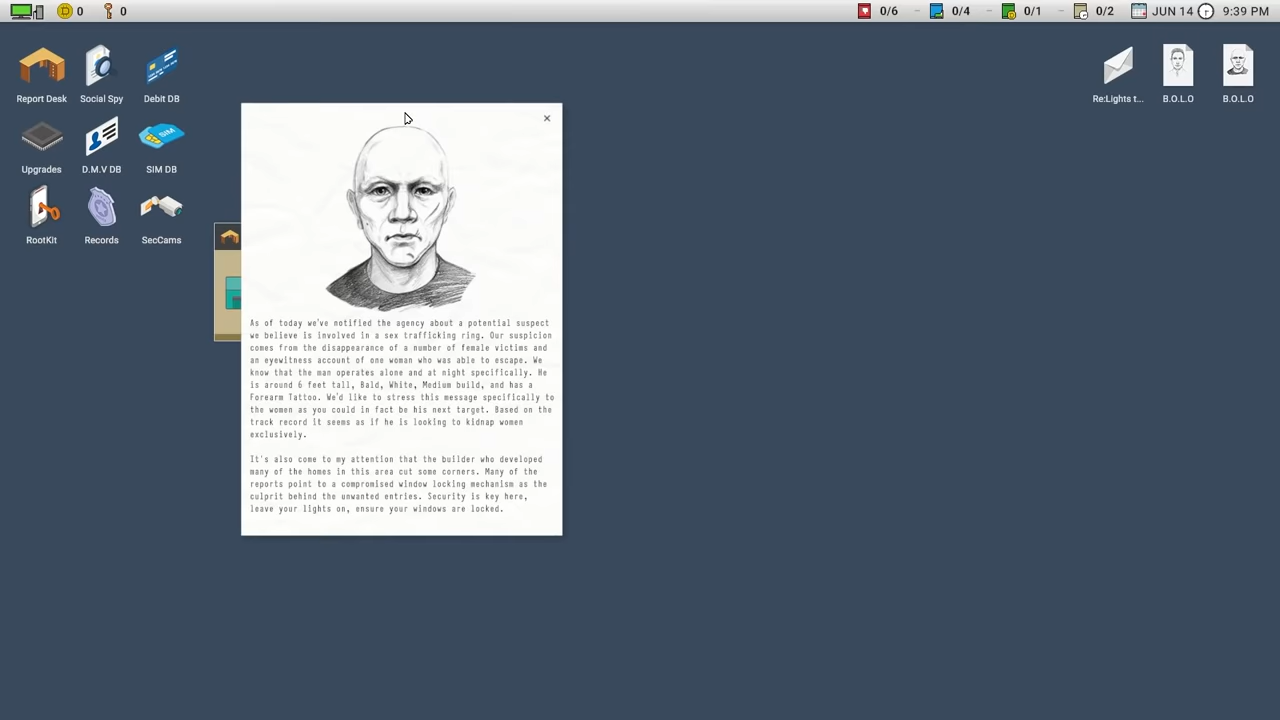 0
0
0/6
0/4
0/1
0/2
JUN 14
9:39 PM
Report Desk
Social Spy
Debit DB
Re:Lights t...
B.O.L.O
B.O.L.O
Upgrades
D.M.V DB
SIM DB
SIM
RootKit
Records
SecCams
As of today we've notified the agency about a potential suspect
we believe is involved in a sex trafficking ring. Our suspicion
comes from the disappearance of a number of female victims and
an eyewitness account of one woman who was able to escape. We
know that the man operates alone and at night specifically. He
is around 6 feet tall, Bald, White, Medium build, and has a
Forearm Tattoo. We'd like to stress this message specifically to
the women as you could in fact be his next target. Based on the
track record it seems as if he is looking to kidnap women
exclusively.
It's also come to my attention that the builder who developed
many of the homes in this area cut some corners. Many of the
reports point to a compromised window locking mechanism as the
culprit behind the unwanted entries. Security is key here,
leave your lights on, ensure your windows are locked.